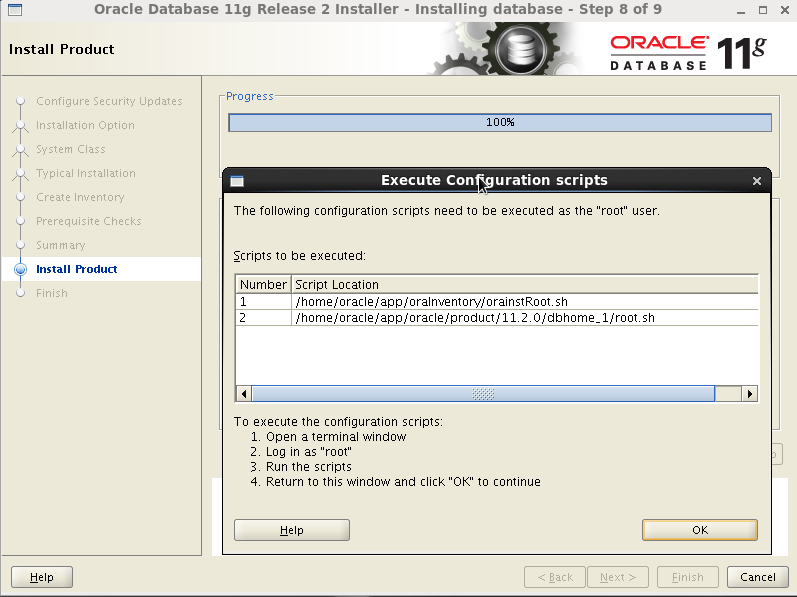 Oracle Database 11g Release 2 Installer - Installing database - Step 8 of 9
Install Product
ORACLE
DATABASE 11g
Configure Security Updates
Installation Option
System Class
Typical Installation
Create Inventory
Prerequisite Checks
Summary
Install Product
Finish
Progress
100%
Execute Configuration scripts
The following configuration scripts need to be executed as the "root" user.
Scripts to be executed:
Number Script Location
1 /home/oracle/app/oraInventory/orainstRoot.sh
2 /home/oracle/app/oracle/product/11.2.0/dbhome_1/root.sh
To execute the configuration scripts:
1. Open a terminal window
2. Log in as "root"
3. Run the scripts
4. Return to this window and click "OK" to continue
Help OK
Help < Back Next > Finish Cancel